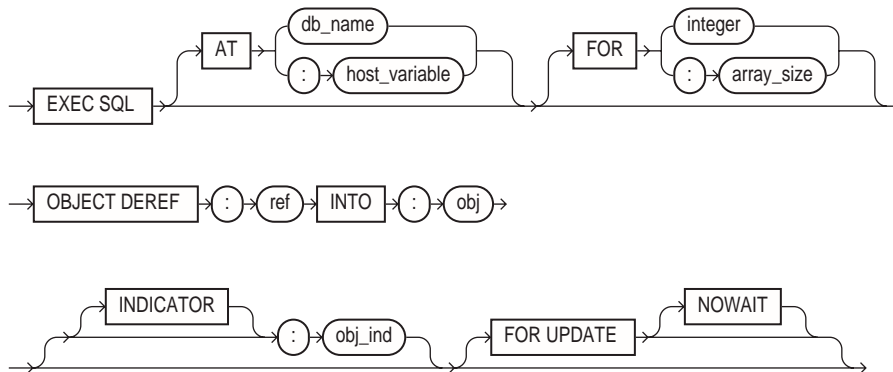 AT db_name FOR integer
: host_variable : array_size
EXEC SQL
OBJECT DEREF : ref INTO : obj
INDICATOR NOWAIT
: obj_ind FOR UPDATE